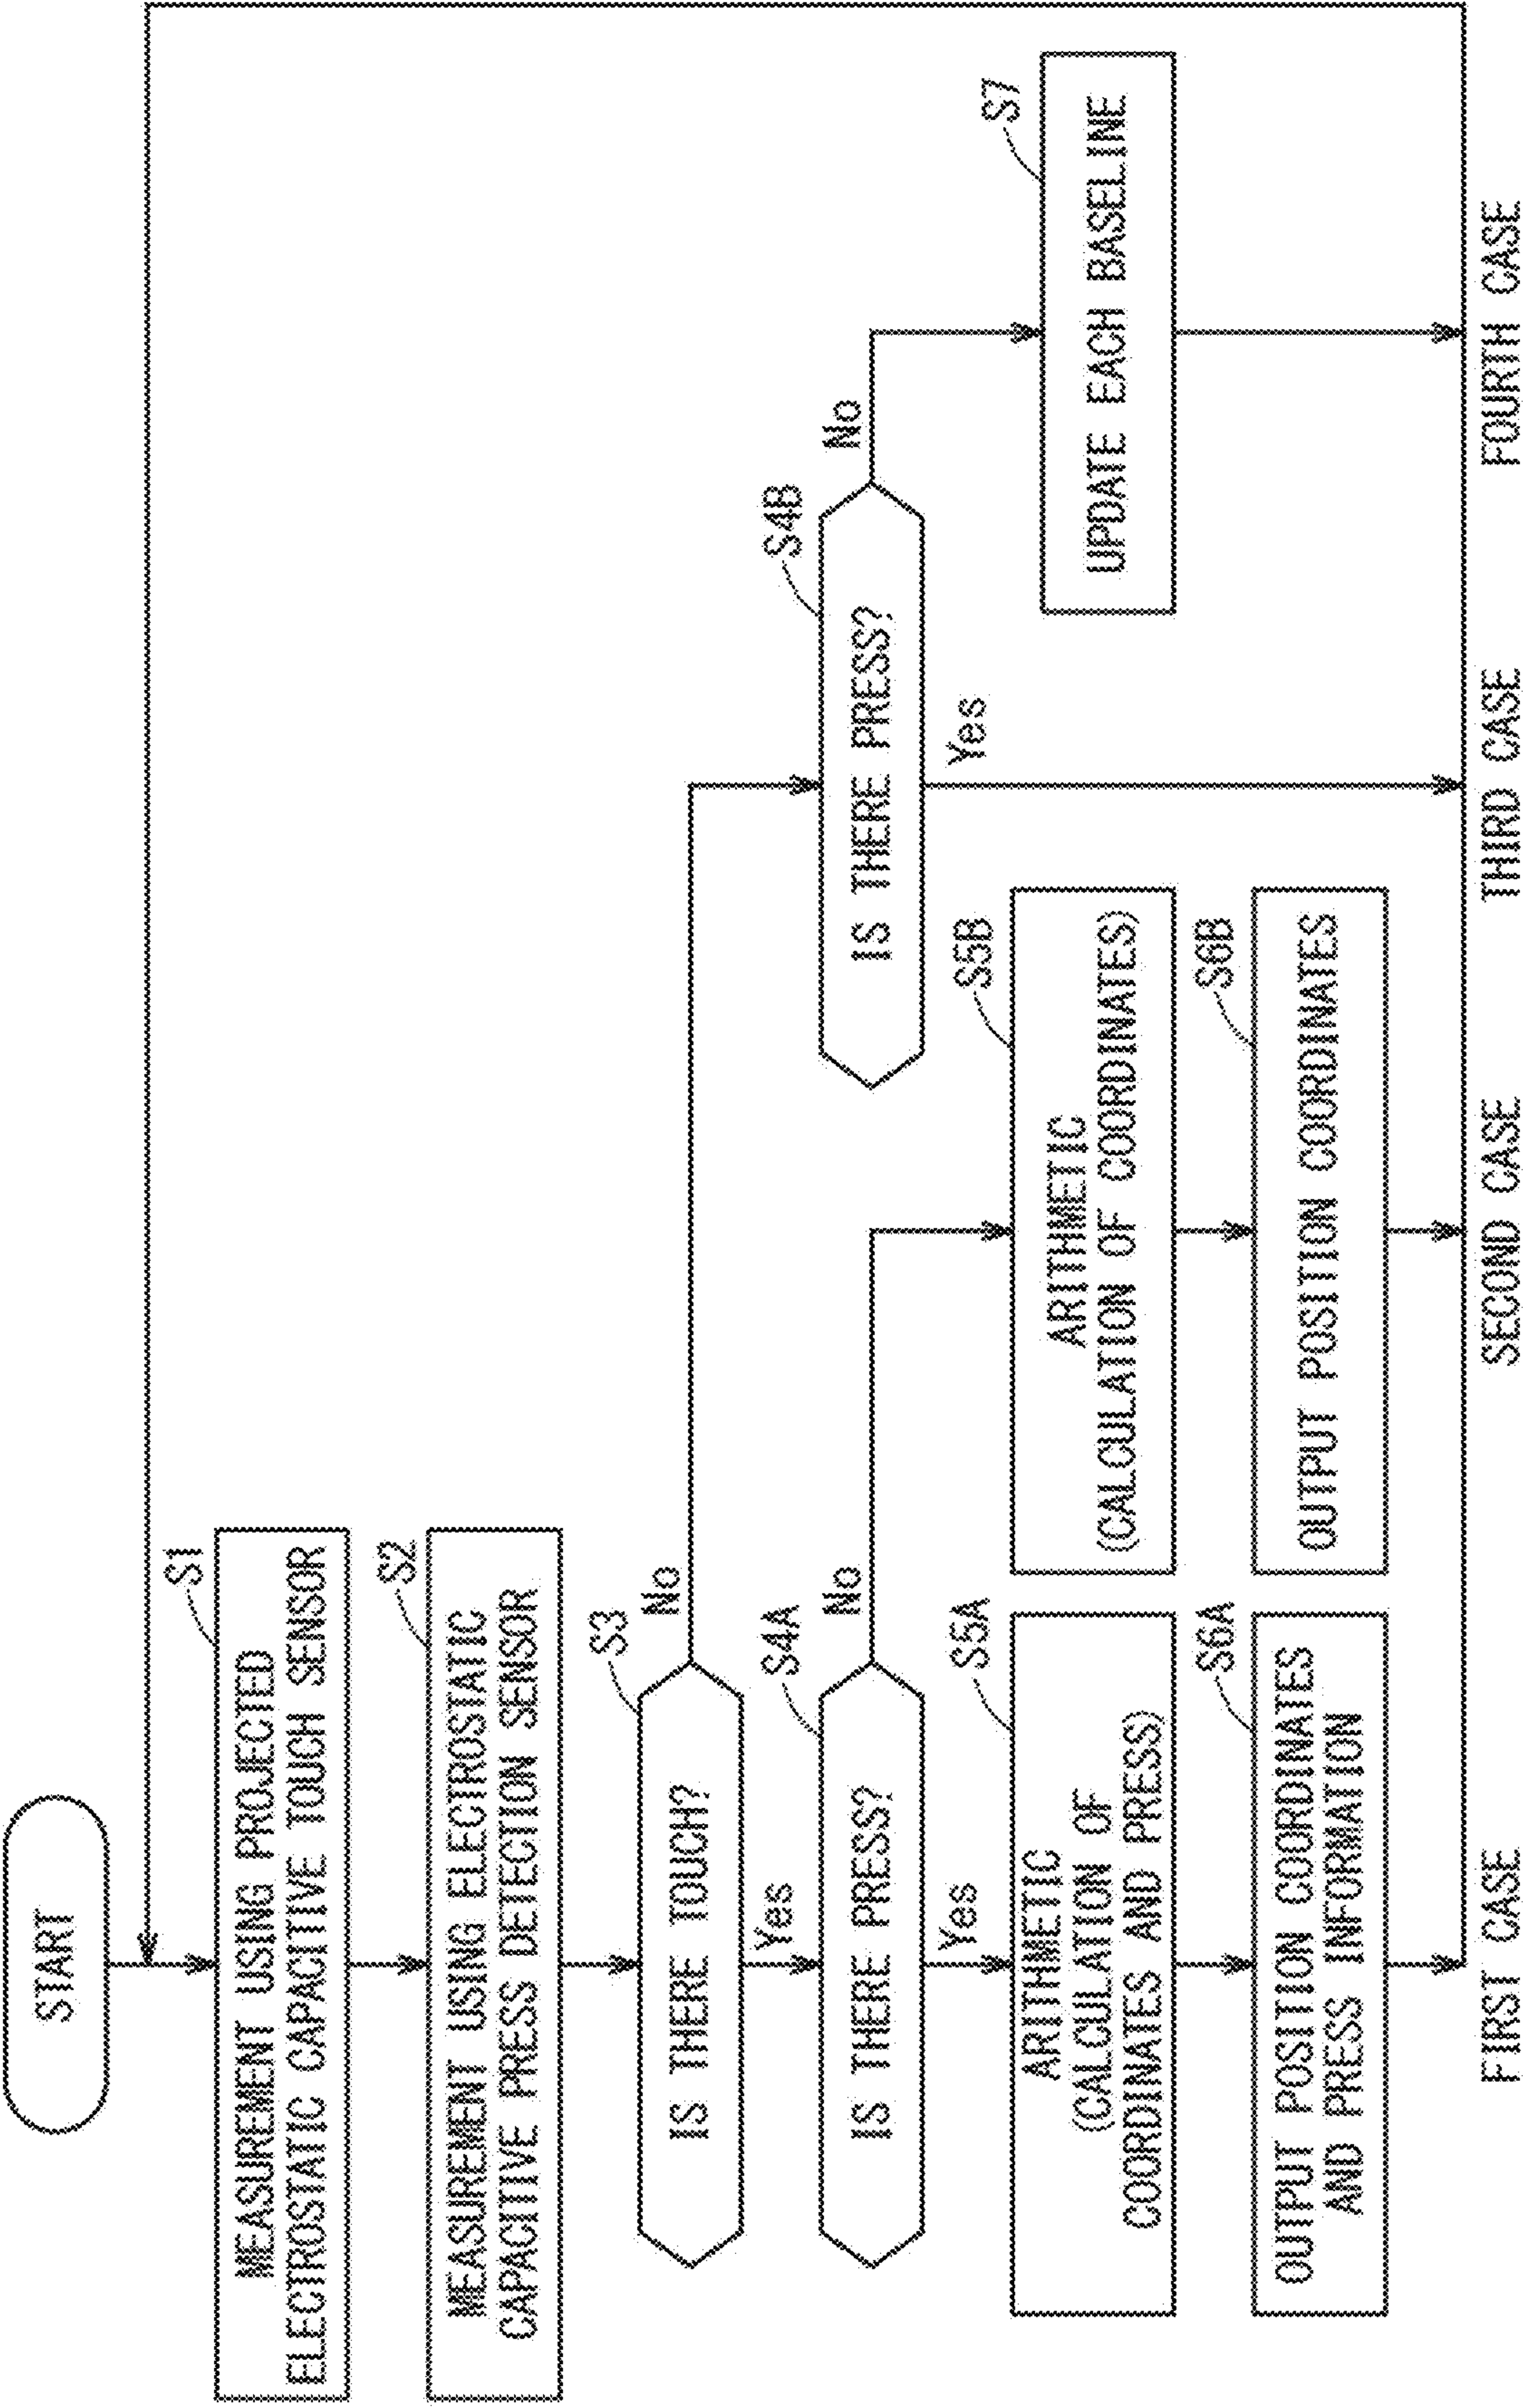 START
S1
MEASUREMENT USING PROJECTED
ELECTROSTATIC CAPACITIVE TOUCH SENSOR
S2
MEASUREMENT USING ELECTROSTATIC
CAPACITIVE PRESS DETECTION SENSOR
S3
IS THERE TOUCH?
No
Yes
S4A
IS THERE PRESS?
No
Yes
S4B
IS THERE PRESS?
No
Yes
S5A
ARITHMETIC
(CALCULATION OF
COORDINATES AND PRESS)
S5B
ARITHMETIC
(CALCULATION OF COORDINATES)
S7
UPDATE EACH BASELINE
S6A
OUTPUT POSITION COORDINATES
AND PRESS INFORMATION
S6B
OUTPUT POSITION COORDINATES
FIRST CASE
SECOND CASE
THIRD CASE
FOURTH CASE